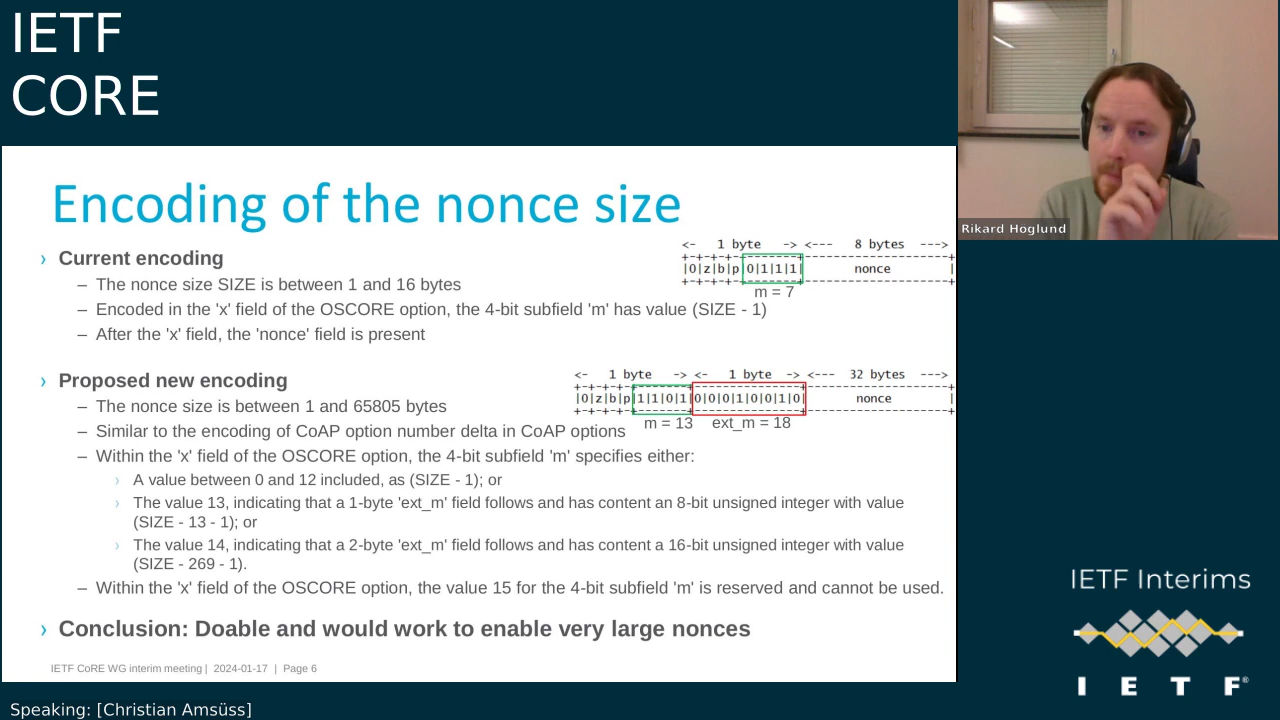 IETF
CORE
Rikard Hoglund
Encoding of the nonce size
› Current encoding
– The nonce size SIZE is between 1 and 16 bytes
– Encoded in the 'x' field of the OSCORE option, the 4-bit subfield 'm' has value (SIZE - 1)
– After the 'x' field, the 'nonce' field is present
<- 1 byte -> <--- 8 bytes --->
+-+-+-+-+-+-+-+-+--------------------+
|0|z|b|p|0|1|1|1| nonce |
+-+-+-+-+-+-+-+-+--------------------+
m = 7
› Proposed new encoding
– The nonce size is between 1 and 65805 bytes
– Similar to the encoding of CoAP option number delta in CoAP options
<- 1 byte -> <- 1 byte -> <--- 32 bytes --->
|0|z|b|p|1|1|0|1|0|0|0|1|0|0|1|0| nonce |
m = 13 ext_m = 18
– Within the 'x' field of the OSCORE option, the 4-bit subfield 'm' specifies either:
› A value between 0 and 12 included, as (SIZE - 1); or
› The value 13, indicating that a 1-byte 'ext_m' field follows and has content an 8-bit unsigned integer with value
(SIZE - 13 - 1); or
› The value 14, indicating that a 2-byte 'ext_m' field follows and has content a 16-bit unsigned integer with value
(SIZE - 269 - 1).
– Within the 'x' field of the OSCORE option, the value 15 for the 4-bit subfield 'm' is reserved and cannot be used.
› Conclusion: Doable and would work to enable very large nonces
IETF CoRE WG interim meeting | 2024-01-17 | Page 6
IETF Interims
I E T F®
Speaking: [Christian Amsüss]